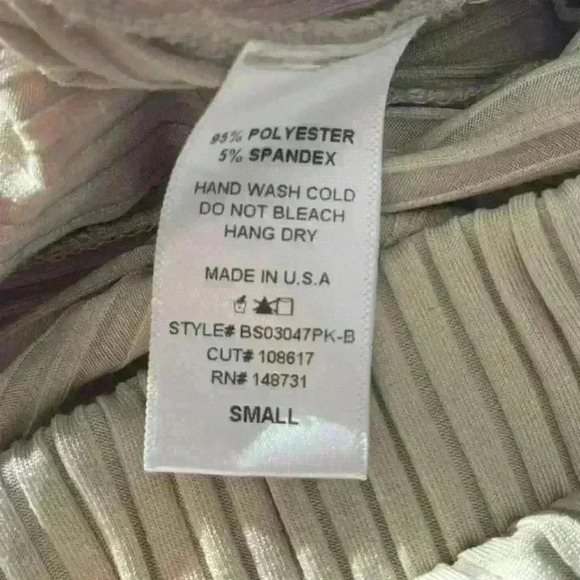 95% POLYESTER
5% SPANDEX
HAND WASH COLD
DO NOT BLEACH
HANG DRY
MADE IN U.S.A
STYLE# BS03047PK-B
CUT# 108617
RN# 148731
SMALL